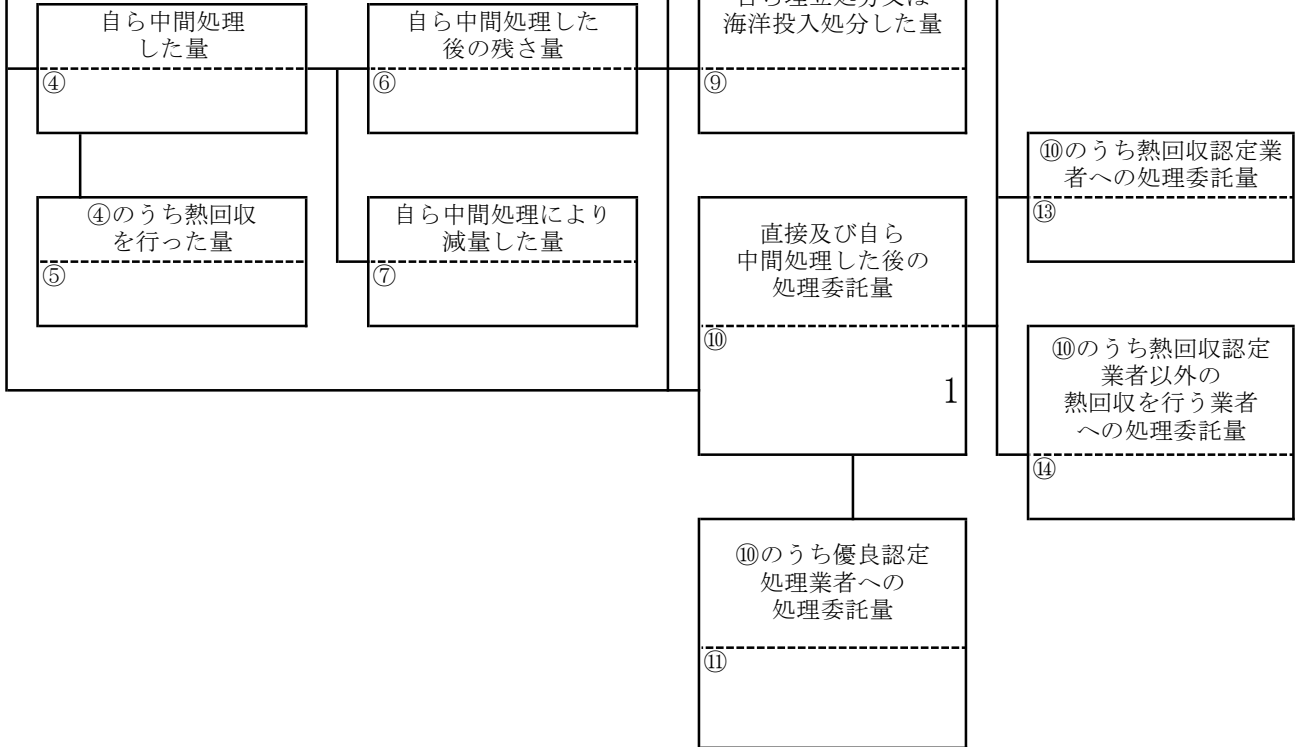 自ら中間処理
した量
④
自ら中間処理した
後の残さ量
⑥
海洋投入処分した量
⑨
④のうち熱回収
を行った量
⑤
自ら中間処理により
減量した量
⑦
直接及び自ら
中間処理した後の
処理委託量
⑩
1
⑩のうち熱回収認定業
者への処理委託量
⑬
⑩のうち熱回収認定
業者以外の
熱回収を行う業者
への処理委託量
⑭
⑩のうち優良認定
処理業者への
処理委託量
⑪